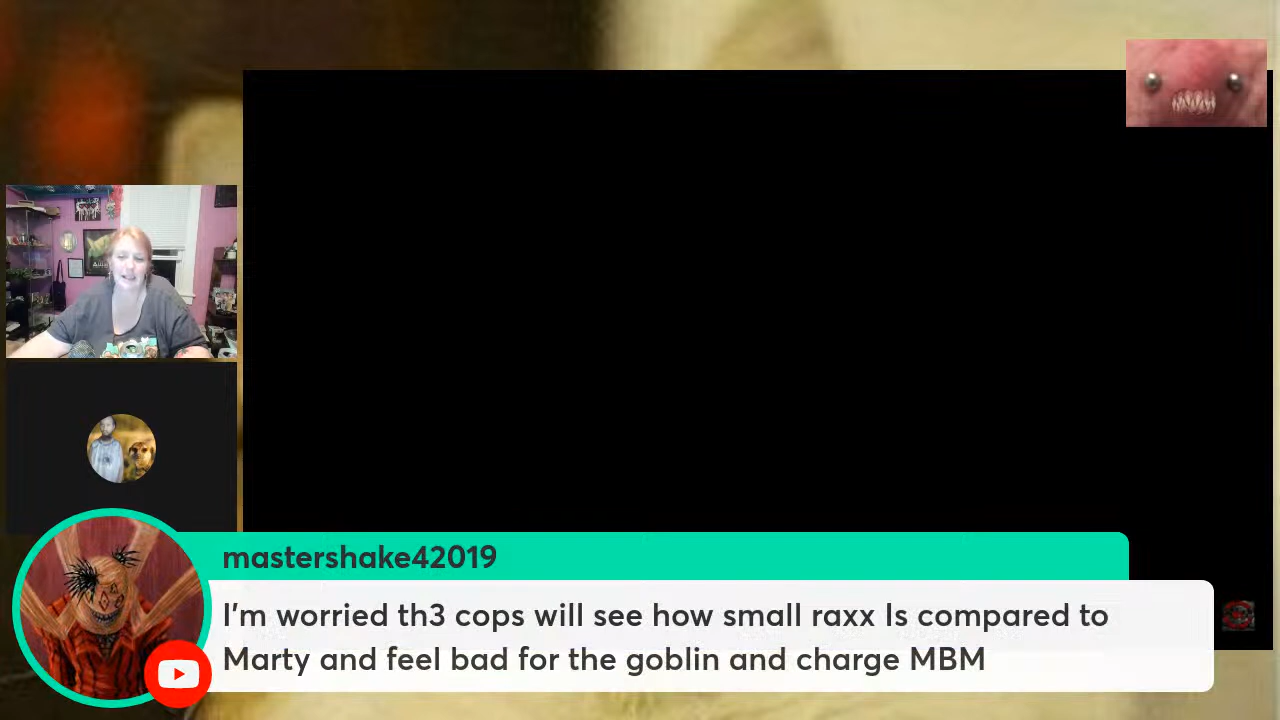 mastershake42019
I'm worried th3 cops will see how small raxx Is compared to
Marty and feel bad for the goblin and charge MBM